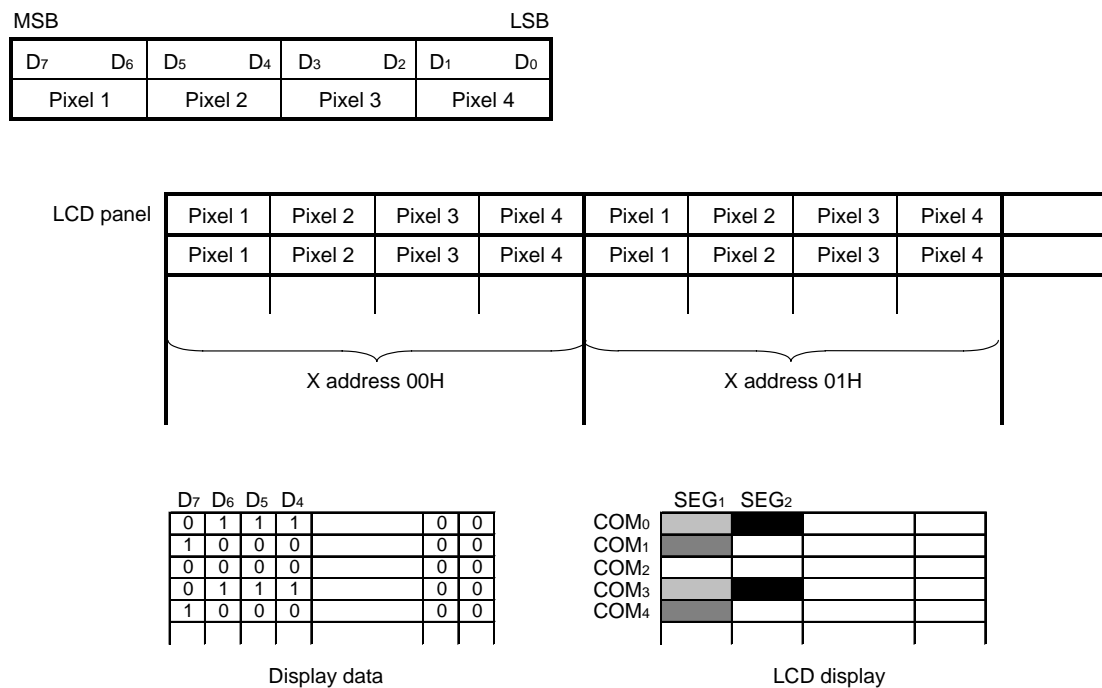 MSB LSB
D7 D6 D5 D4 D3 D2 D1 D0
Pixel 1 Pixel 2 Pixel 3 Pixel 4
LCD panel Pixel 1 Pixel 2 Pixel 3 Pixel 4 Pixel 1 Pixel 2 Pixel 3 Pixel 4
Pixel 1 Pixel 2 Pixel 3 Pixel 4 Pixel 1 Pixel 2 Pixel 3 Pixel 4
X address 00H X address 01H
D7 D6 D5 D4
0 1 1 1 0 0
1 0 0 0 0 0
0 0 0 0 0 0
0 1 1 1 0 0
1 0 0 0 0 0
Display data
SEG1 SEG2
COM0
COM1
COM2
COM3
COM4
LCD display